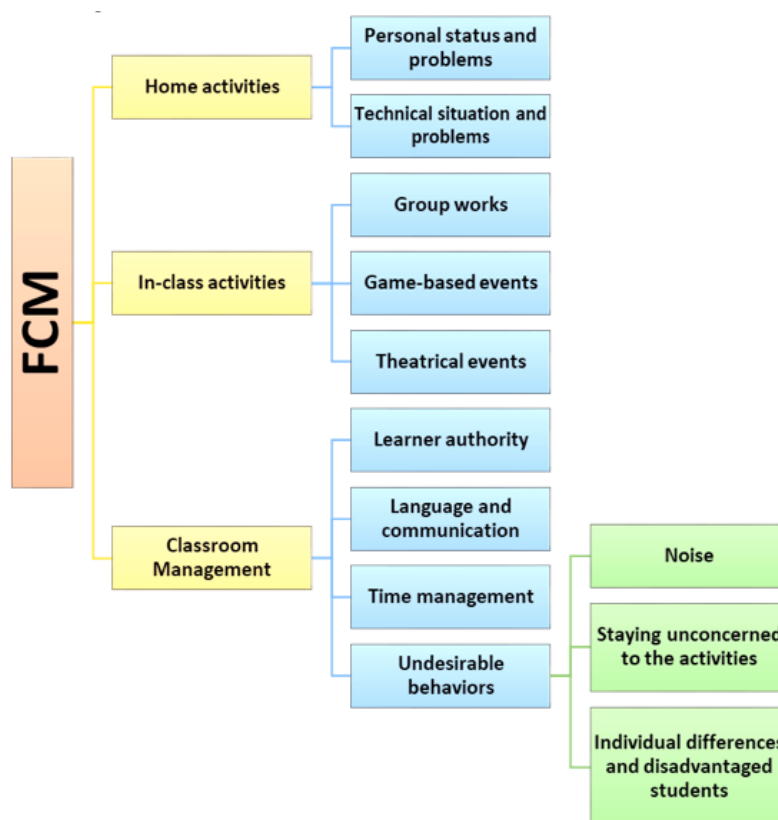 FCM
Home activities
Personal status and
problems
Technical situation and
problems
In-class activities
Group works
Game-based events
Theatrical events
Classroom
Management
Learner authority
Language and
communication
Time management
Undesirable
behaviors
Noise
Staying unconcerned
to the activities
Individual differences
and disadvantaged
students